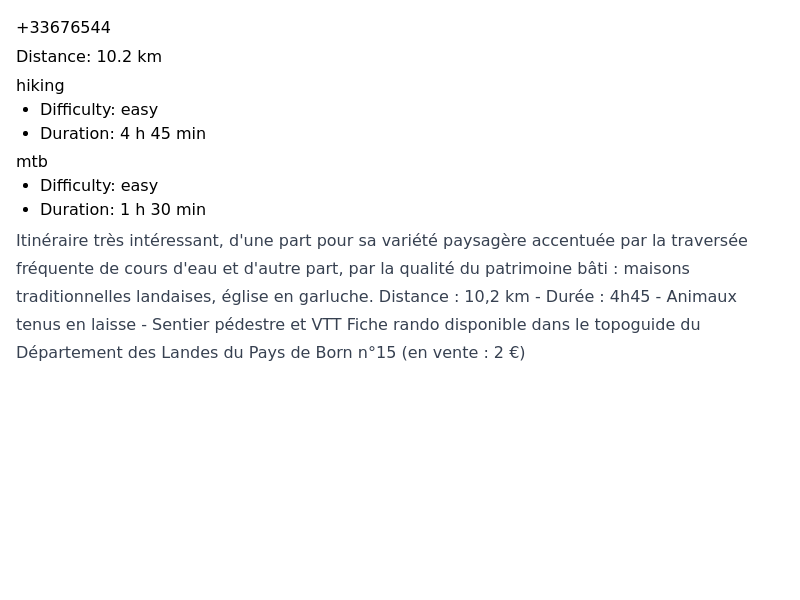 +33676544
Distance: 10.2 km
hiking
• Difficulty: easy
• Duration: 4 h 45 min
mtb
• Difficulty: easy
• Duration: 1 h 30 min
Itinéraire très intéressant, d'une part pour sa variété paysagère accentuée par la traversée
fréquente de cours d'eau et d'autre part, par la qualité du patrimoine bâti : maisons
traditionnelles landaises, église en garluche. Distance : 10,2 km - Durée : 4h45 - Animaux
tenus en laisse - Sentier pédestre et VTT Fiche rando disponible dans le topoguide du
Département des Landes du Pays de Born n°15 (en vente : 2 €)